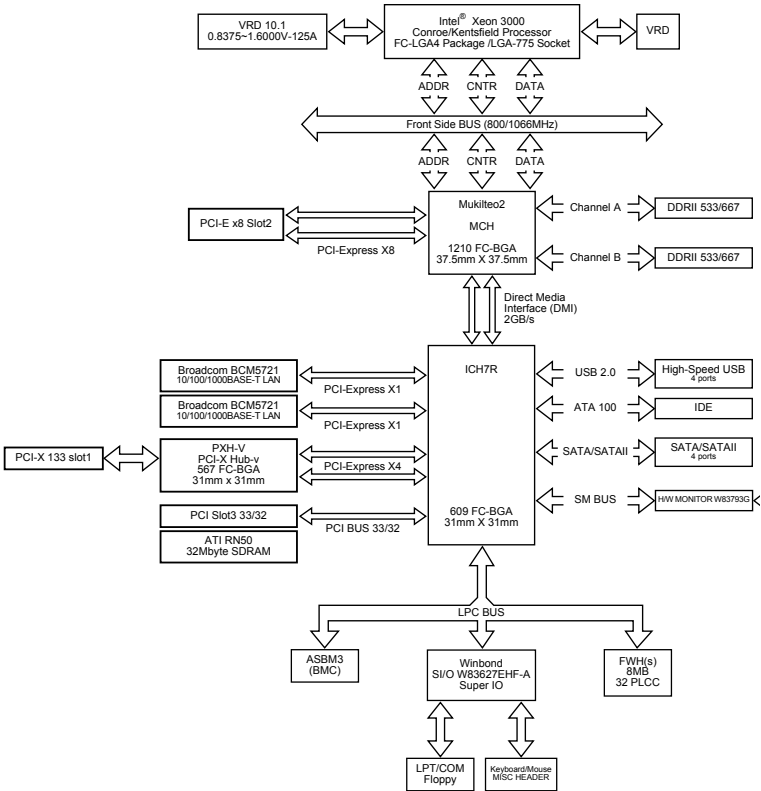 VRD 10.1
0.8375~1.6000V-125A
Intel® Xeon 3000
Conroe/Kentsfield Processor
FC-LGA4 Package /LGA-775 Socket
VRD
ADDR
CNTR
DATA
Front Side BUS (800/1066MHz)
ADDR
CNTR
DATA
PCI-E x8 Slot2
PCI-Express X8
Mukilteo2
MCH
1210 FC-BGA
37.5mm X 37.5mm
Channel A
DDRII 533/667
Channel B
DDRII 533/667
Direct Media
Interface (DMI)
2GB/s
Broadcom BCM5721
10/100/1000BASE-T LAN
PCI-Express X1
Broadcom BCM5721
10/100/1000BASE-T LAN
PCI-Express X1
PCI-X 133 slot1
PXH-V
PCI-X Hub-v
567 FC-BGA
31mm x 31mm
PCI-Express X4
PCI Slot3 33/32
PCI BUS 33/32
ATI RN50
32Mbyte SDRAM
ICH7R
609 FC-BGA
31mm X 31mm
USB 2.0
High-Speed USB
4 ports
ATA 100
IDE
SATA/SATAII
SATA/SATAII
4 ports
SM BUS
H/W MONITOR W83793G
LPC BUS
ASBM3
(BMC)
Winbond
SI/O W83627EHF-A
Super IO
FWH(s)
8MB
32 PLCC
LPT/COM
Floppy
Keyboard/Mouse
MISC HEADER